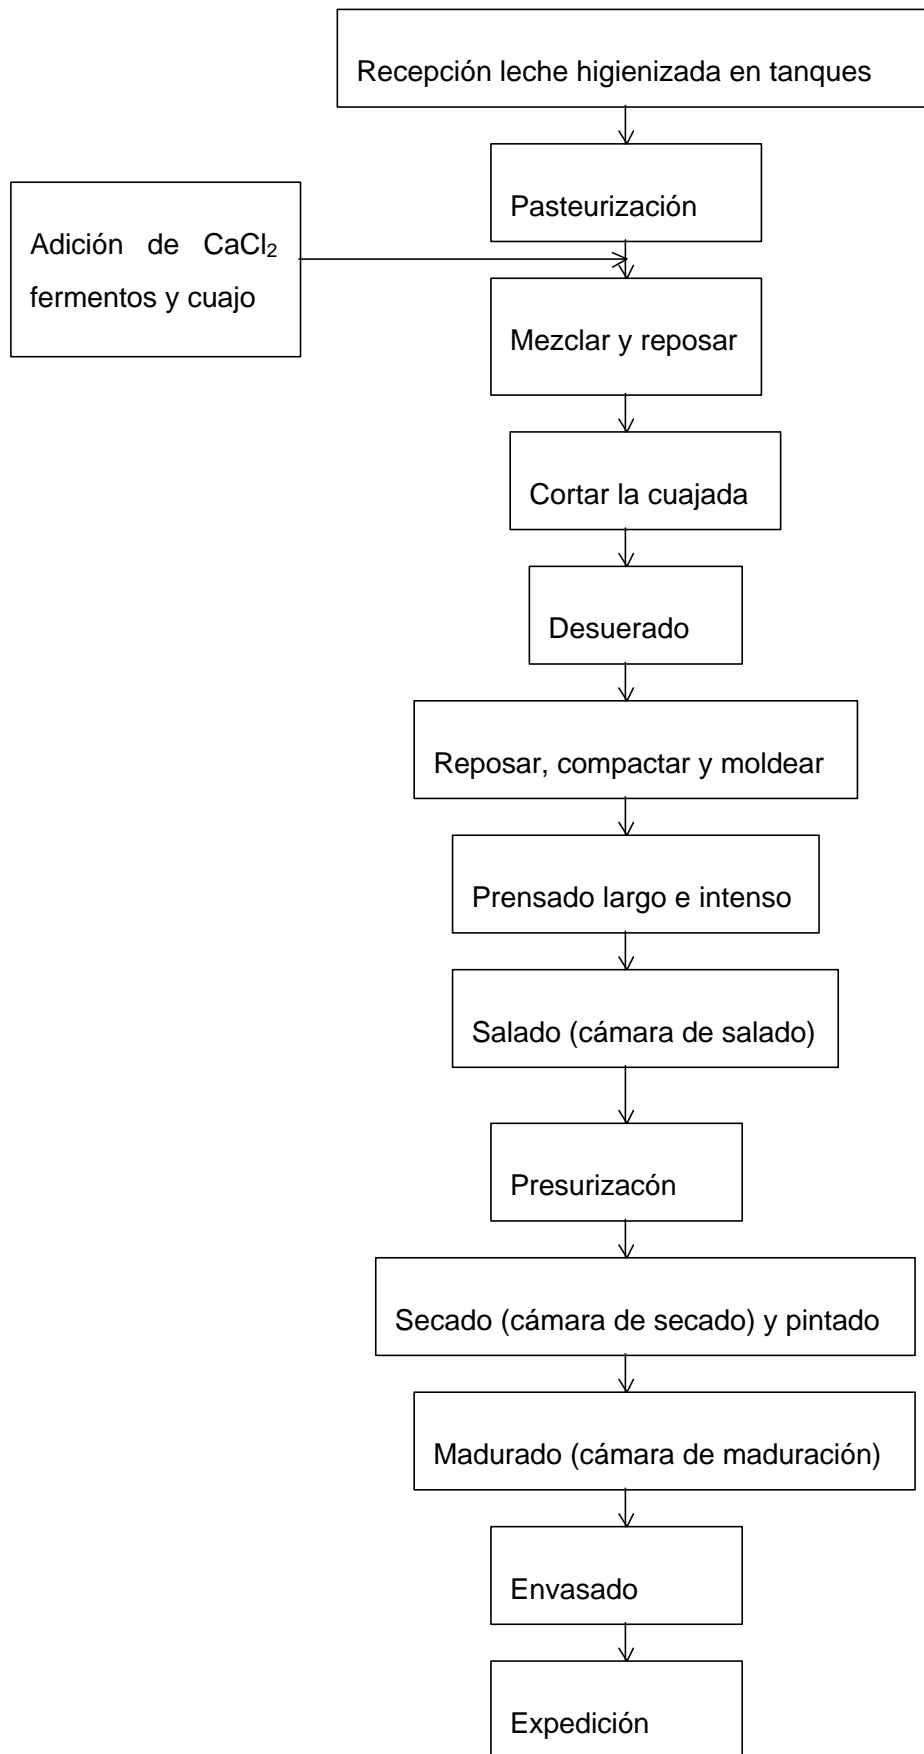 Recepción leche higienizada en tanques
Pasteurización
Adición de CaCl₂
fermentos y cuajo
Mezclar y reposar
Cortar la cuajada
Desuerado
Reposar, compactar y moldear
Prensado largo e intenso
Salado (cámara de salado)
Presurizacón
Secado (cámara de secado) y pintado
Madurado (cámara de maduración)
Envasado
Expedición